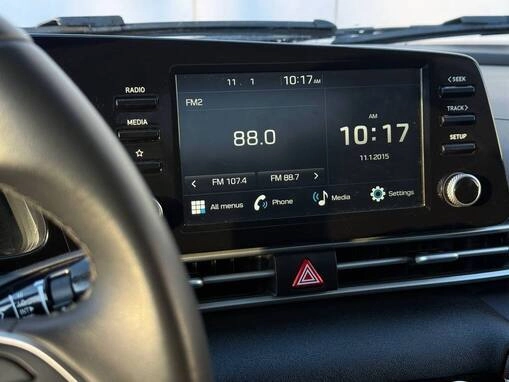 RADIO
MEDIA
11. 1 10:17 AM
FM2
88.0
< FM 107.4 FM 88.7 >
All menus Phone Media Settings
AM
10:17
11.1.2015
< SEEK
TRACK >
SETUP
INT